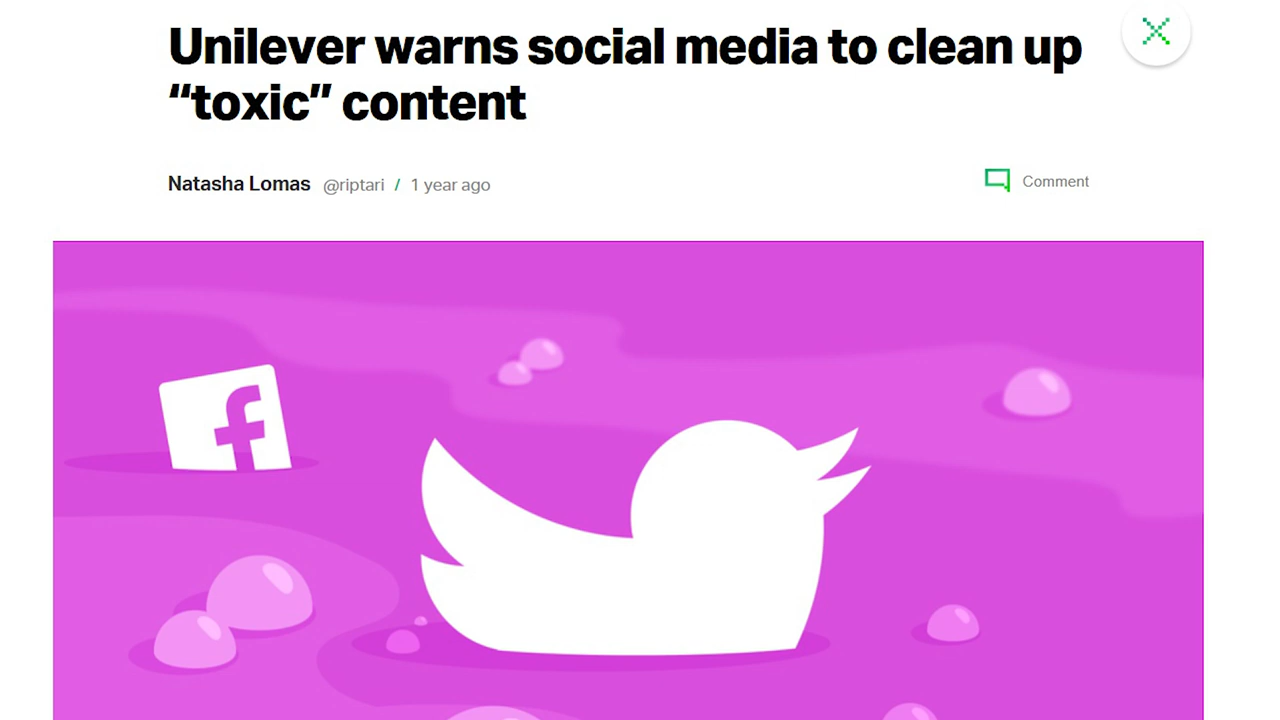 Unilever warns social media to clean up
“toxic” content
Natasha Lomas @riptari / 1 year ago
Comment
f